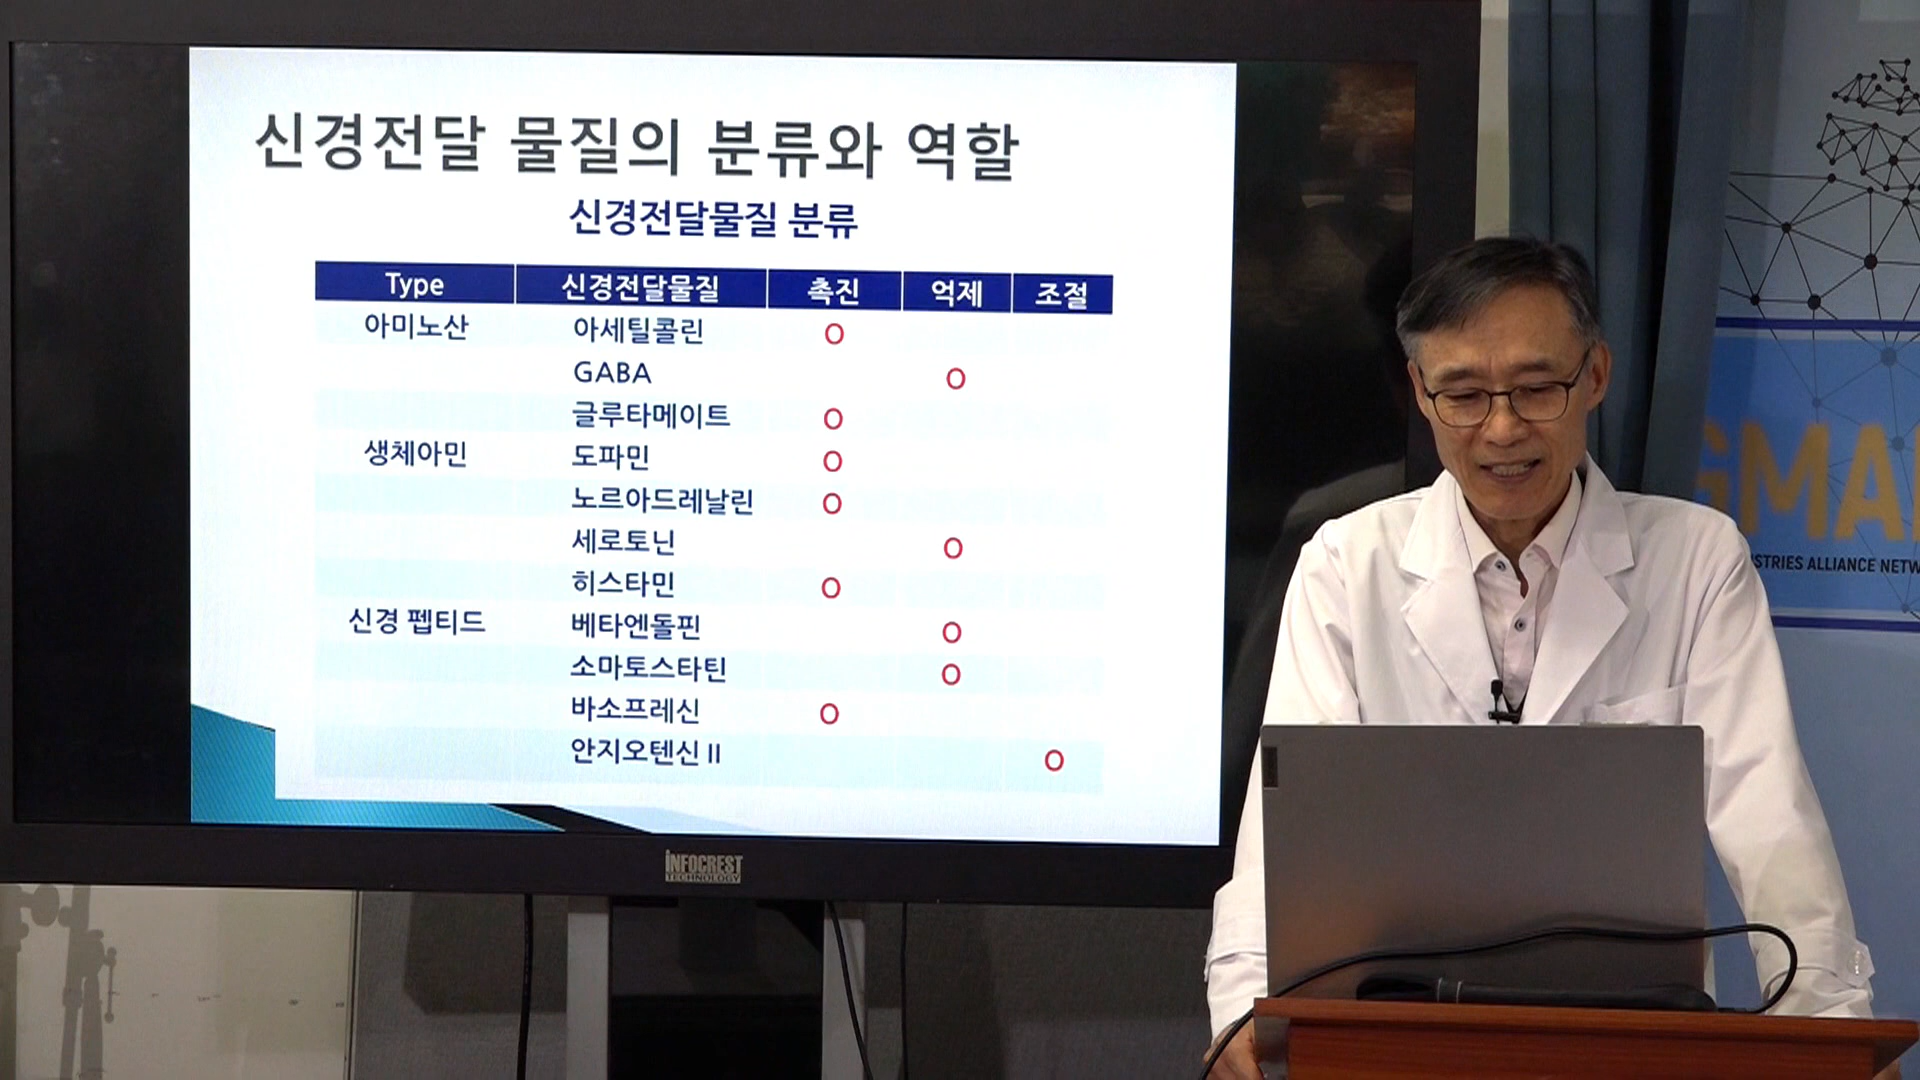 신경전달 물질의 분류와 역할
신경전달물질 분류
Type 신경전달물질 촉진 억제 조절
아미노산 아세틸콜린 O
GABA O
글루타메이트 O
생체아민 도파민 O
노르아드레날린 O
세로토닌 O
히스타민 O
신경 펩티드 베타엔돌핀 O
소마토스타틴 O
바소프레신 O
안지오텐신 II O
INFOCREST
TECHNOLOGY
GMA
ALLIANCE